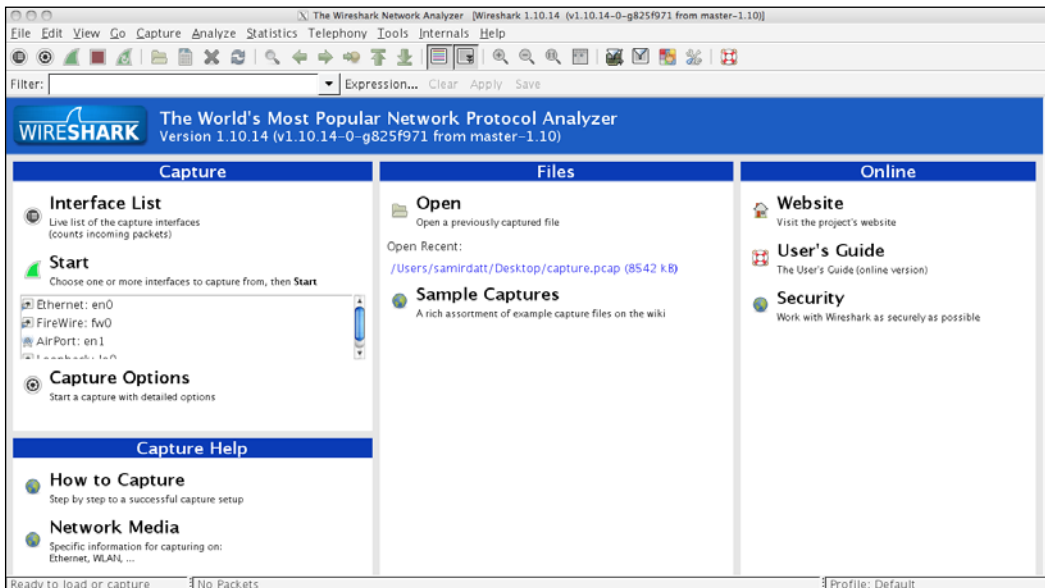 The Wireshark Network Analyzer [Wireshark 1.10.14 (v1.10.14-0-g825f971 from master-1.10)]
File Edit View Go Capture Analyze Statistics Telephony Tools Internals Help
Filter: Expression... Clear Apply Save
WIRESHARK
The World's Most Popular Network Protocol Analyzer
Version 1.10.14 (v1.10.14-0-g825f971 from master-1.10)
Capture
Interface List
Live list of the capture interfaces
(counts incoming packets)
Start
Choose one or more interfaces to capture from, then Start
Ethernet: en0
FireWire: fw0
AirPort: en1
Loopback: lo0
Capture Options
Start a capture with detailed options
Capture Help
How to Capture
Step by step to a successful capture setup
Network Media
Specific information for capturing on:
Ethernet, WLAN, ...
Files
Open
Open a previously captured file
Open Recent:
/Users/samirdatt/Desktop/capture.pcap (8542 kB)
Sample Captures
A rich assortment of example capture files on the wiki
Online
Website
Visit the project's website
User's Guide
The User's Guide (online version)
Security
Work with Wireshark as securely as possible
Ready to load or capture No Packets Profile: Default